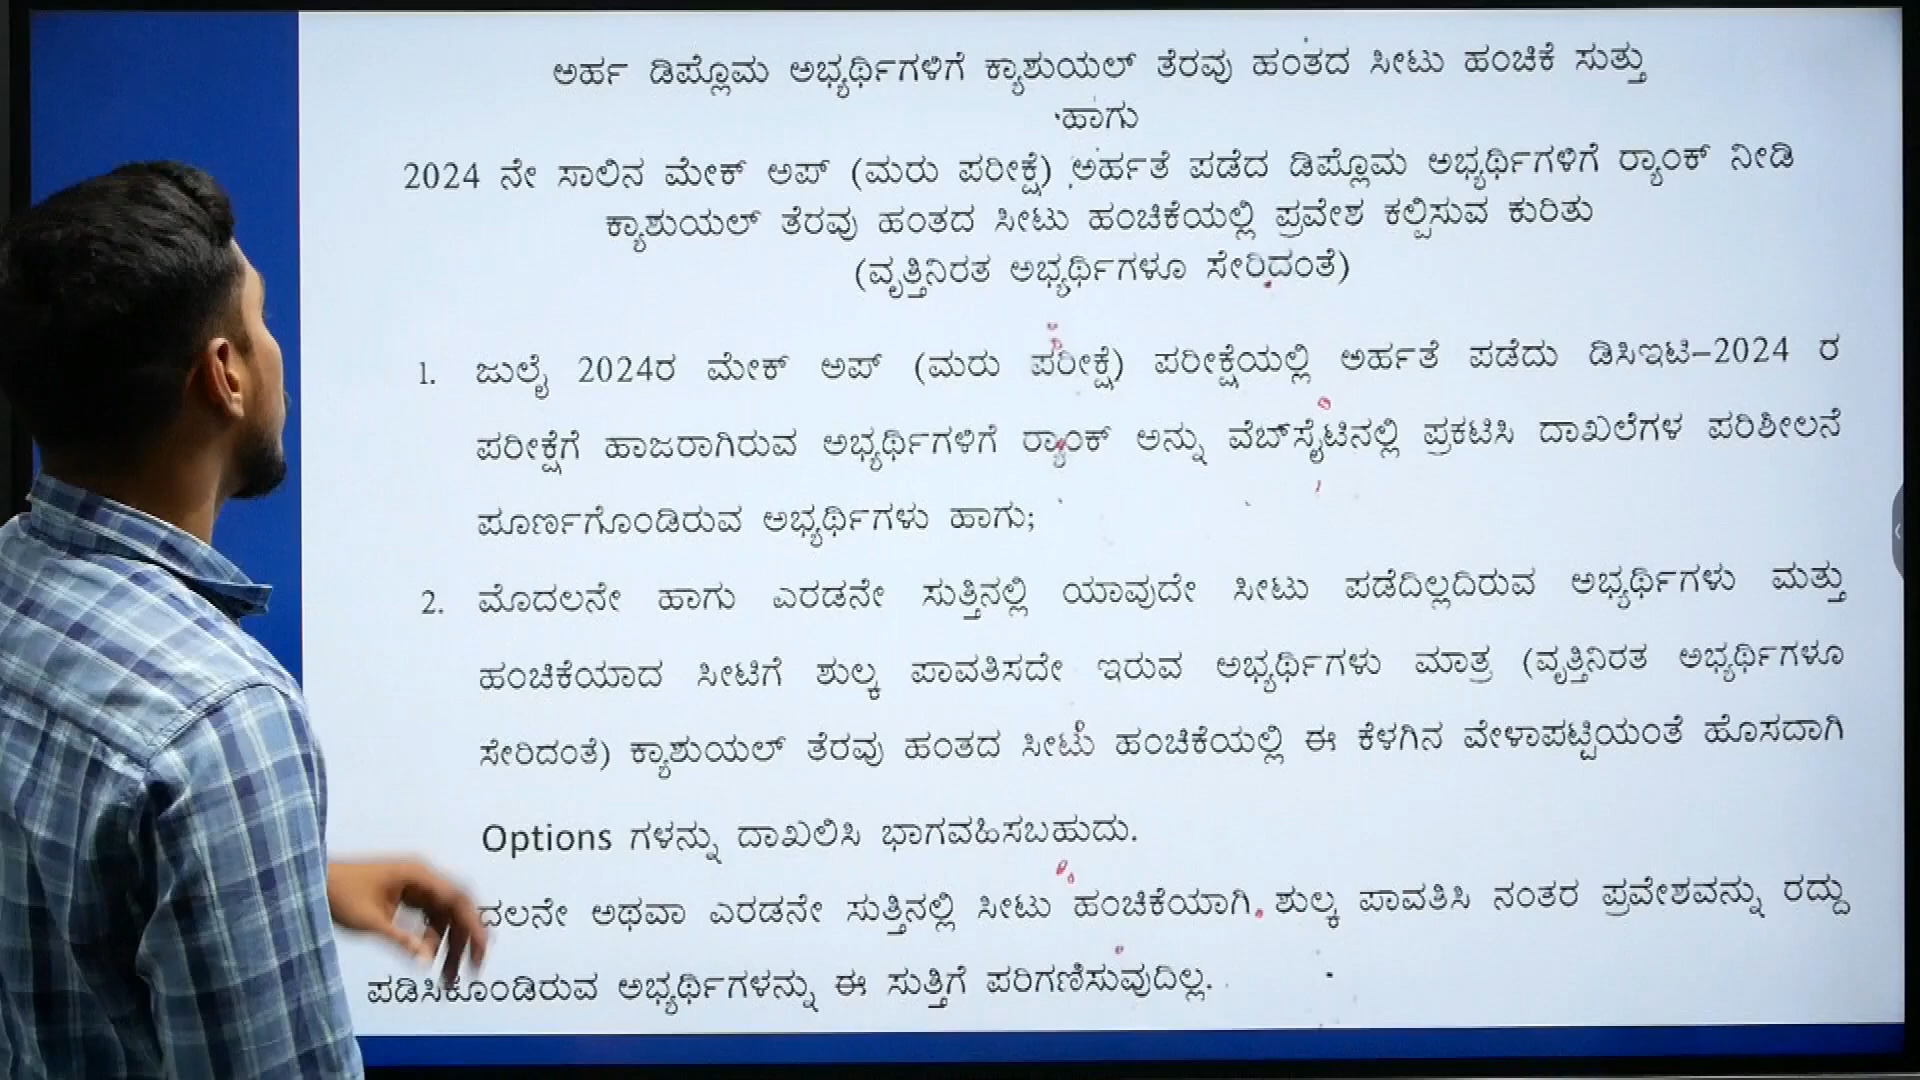 ಅರ್ಹ ಡಿಪ್ಲೊಮ ಅಭ್ಯರ್ಥಿಗಳಿಗೆ ಕ್ಯಾಶುಯಲ್ ತೆರವು ಹಂತದ ಸೀಟು ಹಂಚಿಕೆ ಸುತ್ತು
ಹಾಗು
2024 ನೇ ಸಾಲಿನ ಮೇಕ್ ಅಪ್ (ಮರು ಪರೀಕ್ಷೆ) ಅರ್ಹತೆ ಪಡೆದ ಡಿಪ್ಲೊಮ ಅಭ್ಯರ್ಥಿಗಳಿಗೆ ರ‍್ಯಾಂಕ್ ನೀಡಿ
ಕ್ಯಾಶುಯಲ್ ತೆರವು ಹಂತದ ಸೀಟು ಹಂಚಿಕೆಯಲ್ಲಿ ಪ್ರವೇಶ ಕಲ್ಪಿಸುವ ಕುರಿತು
(ವೃತ್ತಿನಿರತ ಅಭ್ಯರ್ಥಿಗಳೂ ಸೇರಿದಂತೆ)
1. ಜುಲೈ 2024ರ ಮೇಕ್ ಅಪ್ (ಮರು ಪರೀಕ್ಷೆ) ಪರೀಕ್ಷೆಯಲ್ಲಿ ಅರ್ಹತೆ ಪಡೆದು ಡಿಸಿಇಟಿ-2024 ರ
ಪರೀಕ್ಷೆಗೆ ಹಾಜರಾಗಿರುವ ಅಭ್ಯರ್ಥಿಗಳಿಗೆ ರ‍್ಯಾಂಕ್ ಅನ್ನು ವೆಬ್‌ಸೈಟಿನಲ್ಲಿ ಪ್ರಕಟಿಸಿ ದಾಖಲೆಗಳ ಪರಿಶೀಲನೆ
ಪೂರ್ಣಗೊಂಡಿರುವ ಅಭ್ಯರ್ಥಿಗಳು ಹಾಗು;
2. ಮೊದಲನೇ ಹಾಗು ಎರಡನೇ ಸುತ್ತಿನಲ್ಲಿ ಯಾವುದೇ ಸೀಟು ಪಡೆದಿಲ್ಲದಿರುವ ಅಭ್ಯರ್ಥಿಗಳು ಮತ್ತು
ಹಂಚಿಕೆಯಾದ ಸೀಟಿಗೆ ಶುಲ್ಕ ಪಾವತಿಸದೇ ಇರುವ ಅಭ್ಯರ್ಥಿಗಳು ಮಾತ್ರ (ವೃತ್ತಿನಿರತ ಅಭ್ಯರ್ಥಿಗಳೂ
ಸೇರಿದಂತೆ) ಕ್ಯಾಶುಯಲ್ ತೆರವು ಹಂತದ ಸೀಟು ಹಂಚಿಕೆಯಲ್ಲಿ ಈ ಕೆಳಗಿನ ವೇಳಾಪಟ್ಟಿಯಂತೆ ಹೊಸದಾಗಿ
Options ಗಳನ್ನು ದಾಖಲಿಸಿ ಭಾಗವಹಿಸಬಹುದು.
ದಲನೇ ಅಥವಾ ಎರಡನೇ ಸುತ್ತಿನಲ್ಲಿ ಸೀಟು ಹಂಚಿಕೆಯಾಗಿ ಶುಲ್ಕ ಪಾವತಿಸಿ ನಂತರ ಪ್ರವೇಶವನ್ನು ರದ್ದು
ಪಡಿಸಿಕೊಂಡಿರುವ ಅಭ್ಯರ್ಥಿಗಳನ್ನು ಈ ಸುತ್ತಿಗೆ ಪರಿಗಣಿಸುವುದಿಲ್ಲ.